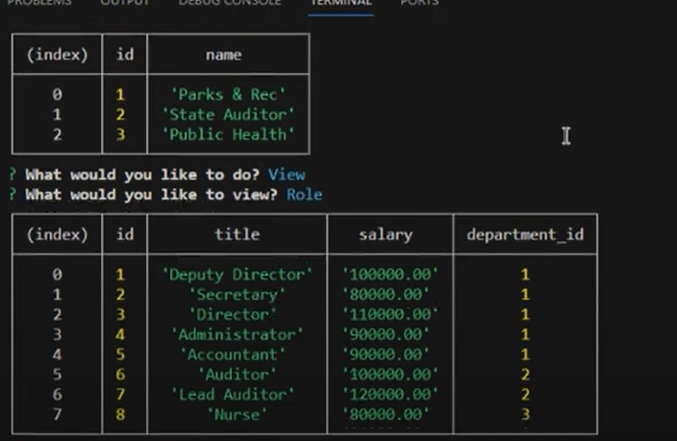 PROBLEMS OUTPUT DEBUG CONSOLE TERMINAL PORTS
(index) id name
0 1 'Parks & Rec'
1 2 'State Auditor'
2 3 'Public Health'
? What would you like to do? View
? What would you like to view? Role
(index) id title salary department_id
0 1 'Deputy Director' '100000.00' 1
1 2 'Secretary' '80000.00' 1
2 3 'Director' '110000.00' 1
3 4 'Administrator' '90000.00' 1
4 5 'Accountant' '90000.00' 1
5 6 'Auditor' '100000.00' 2
6 7 'Lead Auditor' '120000.00' 2
7 8 'Nurse' '80000.00' 3